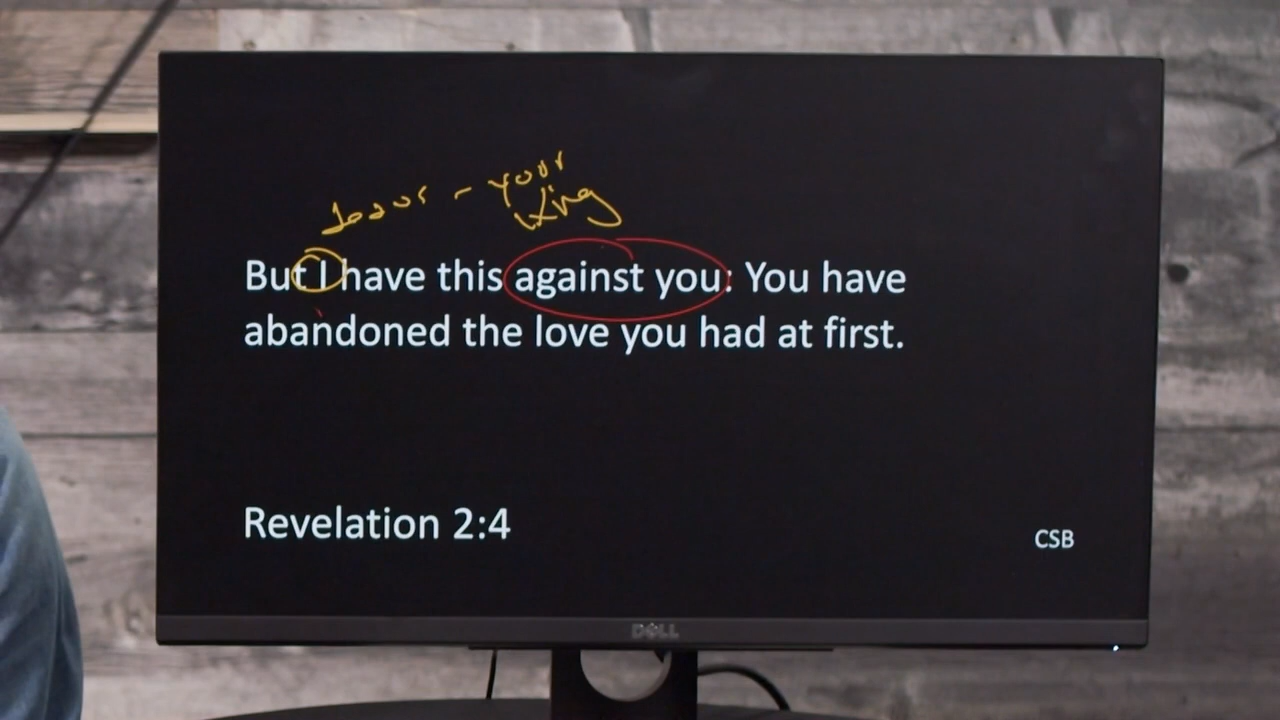 Jesus - your
King
But I have this against you: You have
abandoned the love you had at first.
Revelation 2:4
CSB
DELL